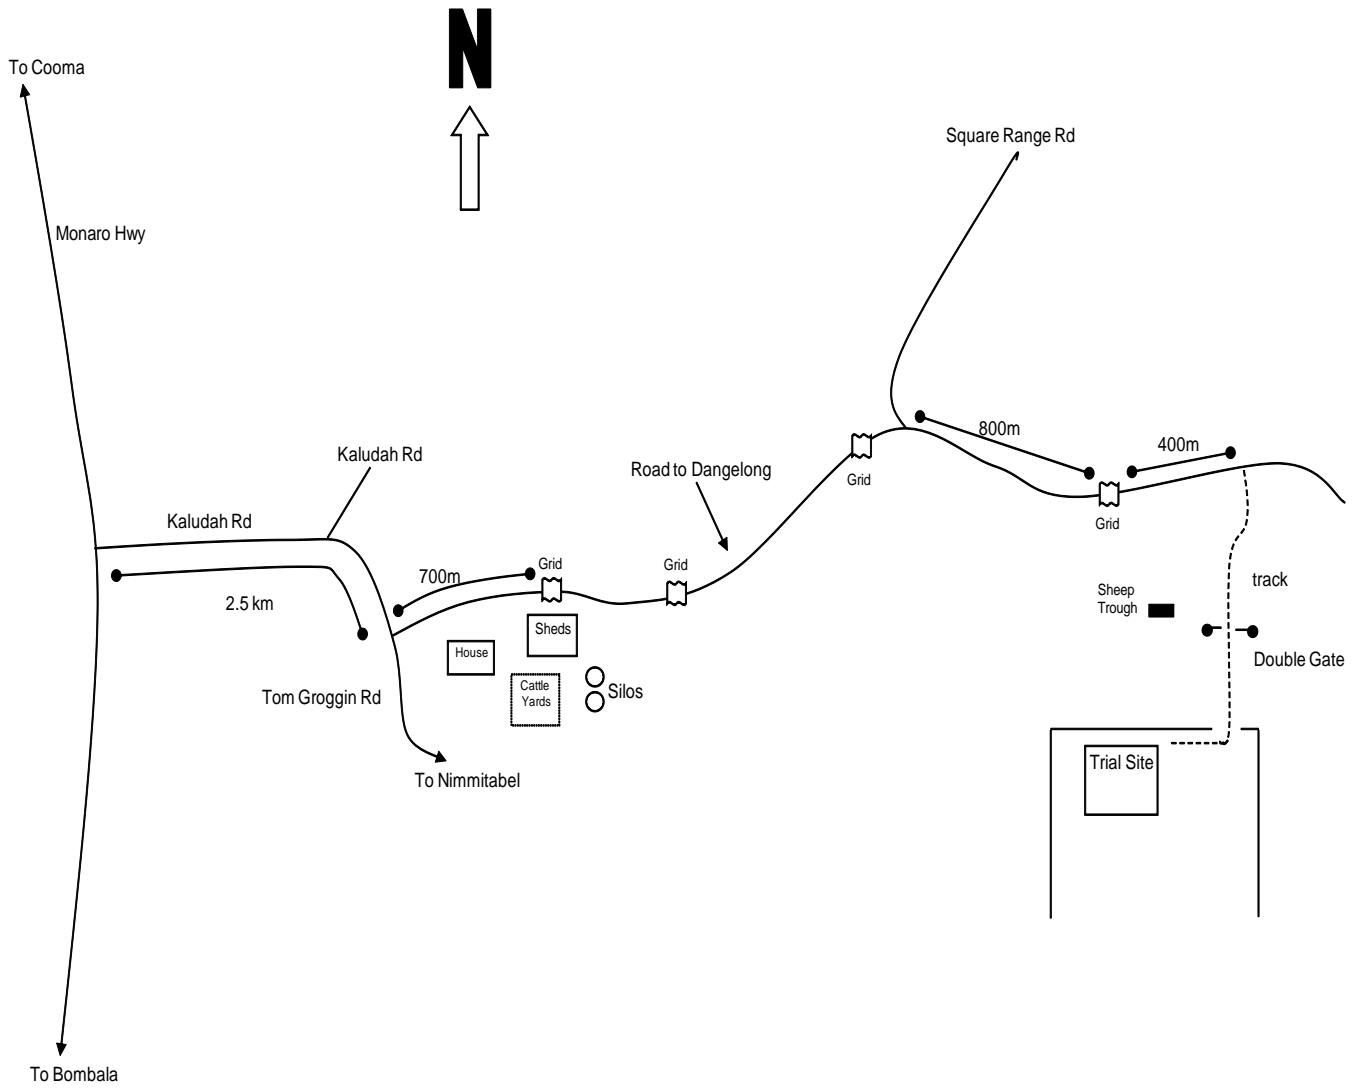 N
To Cooma
Square Range Rd
Monaro Hwy
800m
400m
Kaludah Rd
Road to Dangelong
Grid
Kaludah Rd
Grid
Grid
Grid
700m
track
2.5 km
Sheep
Trough
Sheds
House
Double Gate
Cattle
Yards
Silos
Tom Groggin Rd
Trial Site
To Nimmitabel
To Bombala